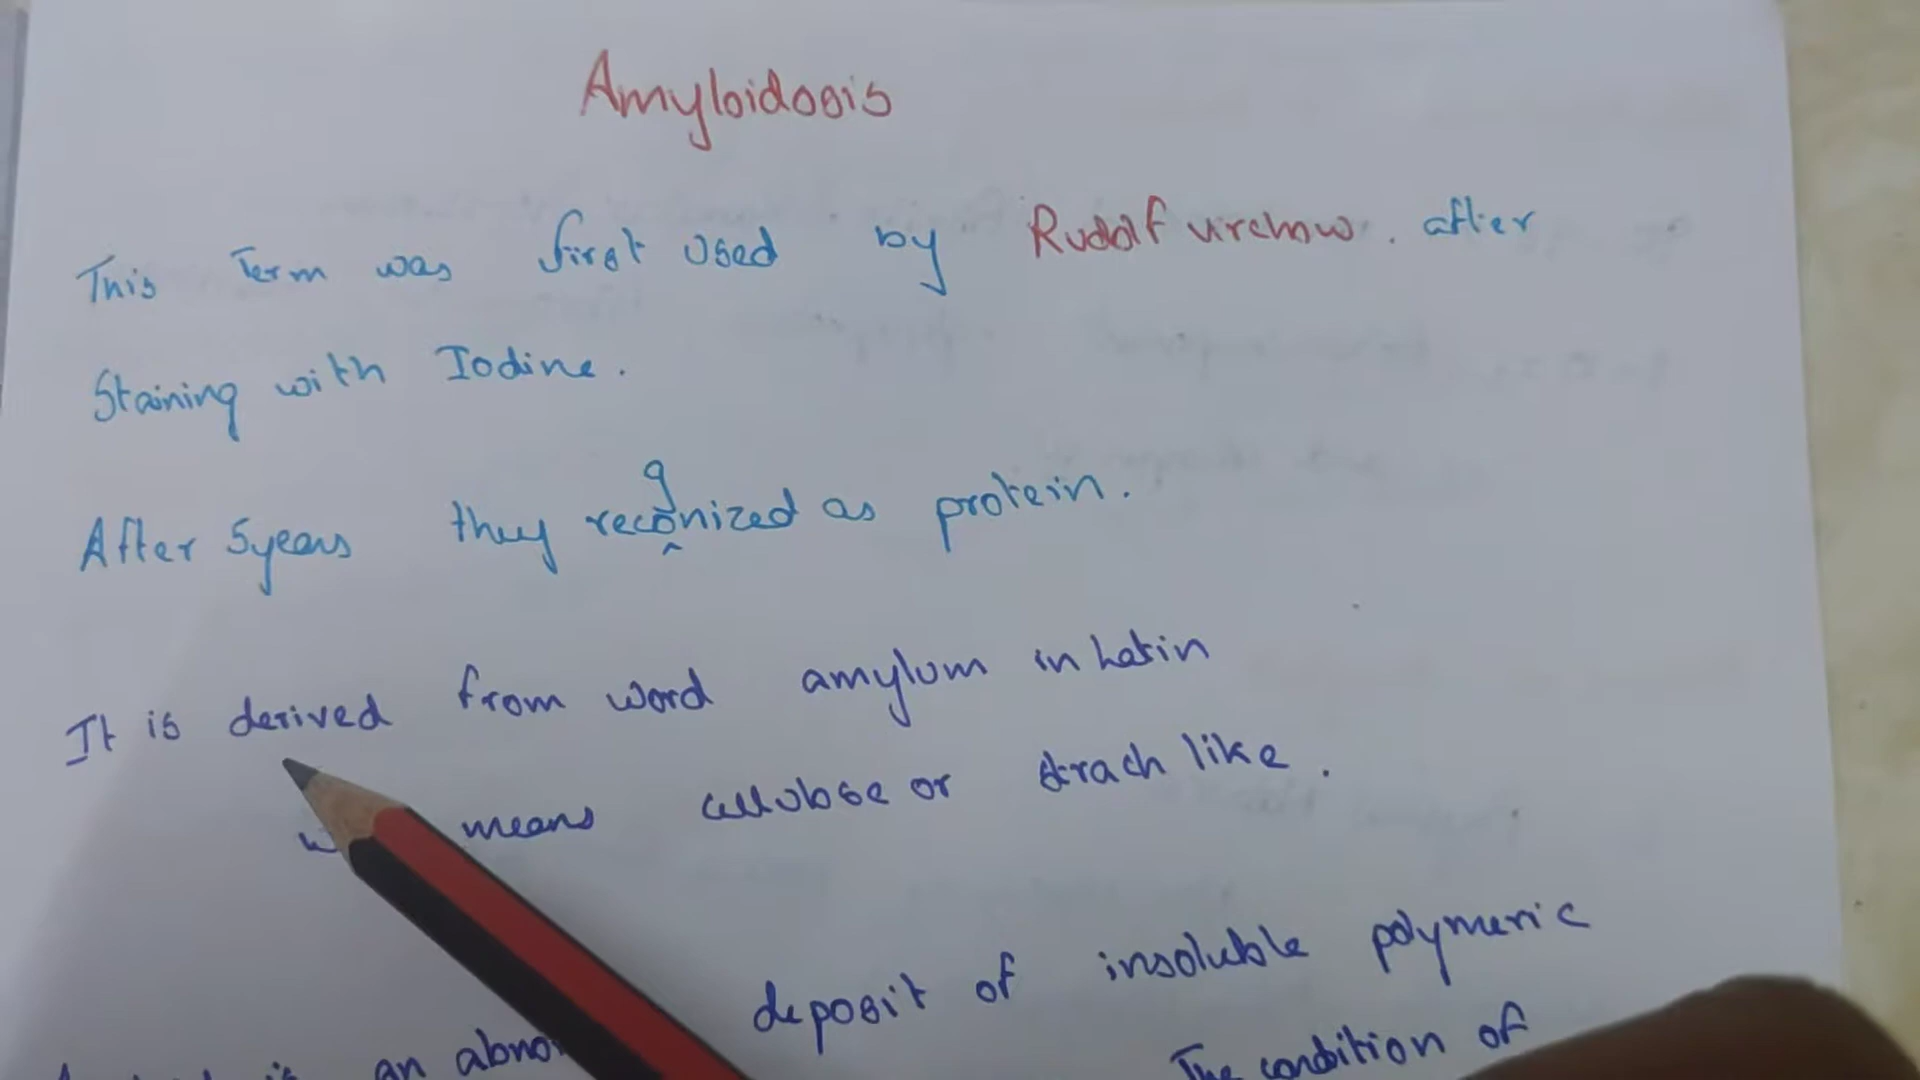 Amyloidosis
This Term was first used by Rudolf virchow. after
Staining with Iodine.
After 5years they recognized as protein.
It is derived from word amylum in Latin
means cellulose or strach like.
deposit of insoluble polymeric
is an The condition of